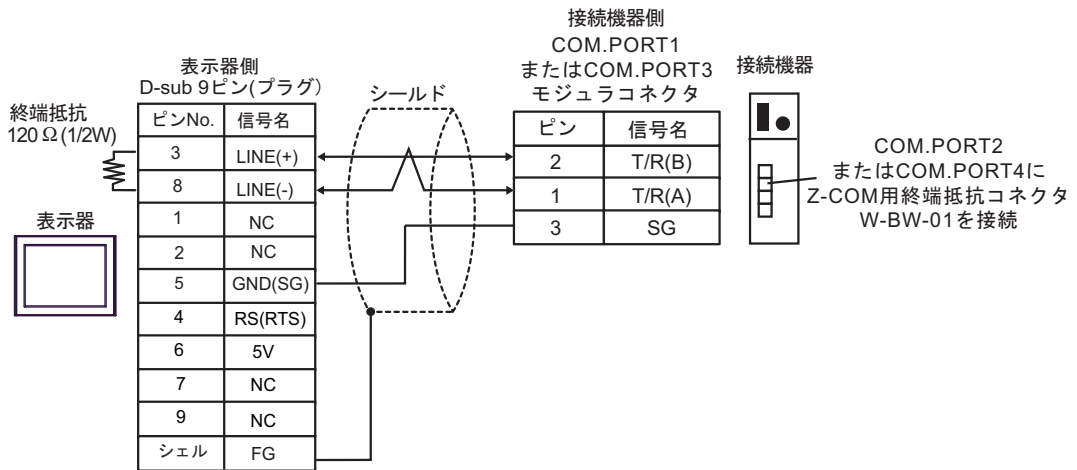 接続機器側
COM.PORT1
またはCOM.PORT3
モジュラコネクタ
接続機器
表示器側
D-sub 9ピン(プラグ)
シールド
終端抵抗
120Ω(1/2W)
ピンNo. 信号名
3 LINE(+)
8 LINE(-)
1 NC
2 NC
5 GND(SG)
4 RS(RTS)
6 5V
7 NC
9 NC
シェル FG
表示器
ピン 信号名
2 T/R(B)
1 T/R(A)
3 SG
COM.PORT2
またはCOM.PORT4に
Z-COM用終端抵抗コネクタ
W-BW-01を接続